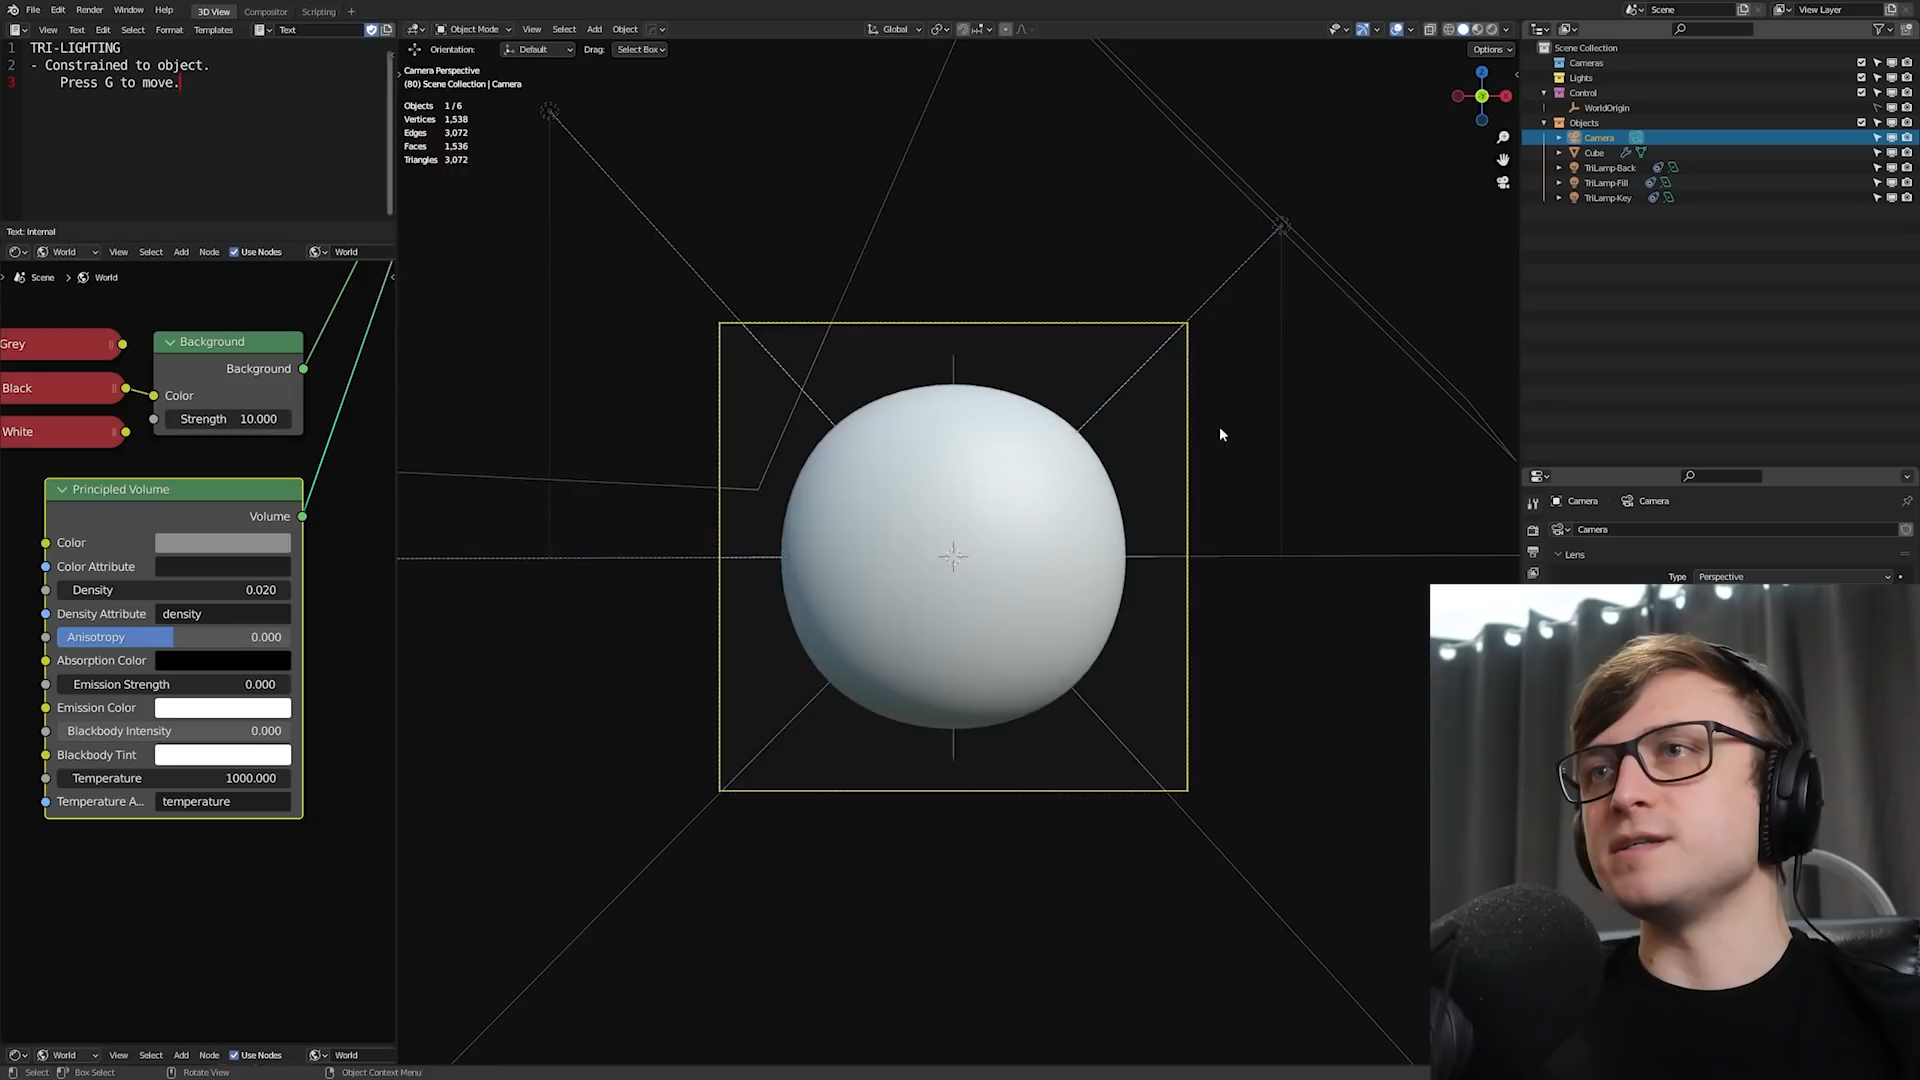 File Edit Render Window Help 3D View Compositor Scripting + Scene View Layer
View Text Edit Select Format Templates Text
Object Mode View Select Add Object Global
Orientation: Default Drag: Select Box Options
1 TRI-LIGHTING
2 - Constrained to object.
3 Press G to move.
Text: Internal
World View Select Add Node Use Nodes World
Scene > World
Grey
Black
White
Background
Background
Color
Strength 10.000
Principled Volume
Volume
Color
Color Attribute
Density 0.020
Density Attribute density
Anisotropy 0.000
Absorption Color
Emission Strength 0.000
Emission Color
Blackbody Intensity 0.000
Blackbody Tint
Temperature 1000.000
Temperature A... temperature
World View Select Add Node Use Nodes World
Select Box Select Rotate View Object Context Menu
Camera Perspective
(80) Scene Collection | Camera
Objects 1/6
Vertices 1,538
Edges 3,072
Faces 1,536
Triangles 3,072
Z
Scene Collection
Cameras
Lights
Control
WorldOrigin
Objects
Camera
Cube
TriLamp-Back
TriLamp-Fill
TriLamp-Key
Camera > Camera
Camera
Lens
Type Perspective